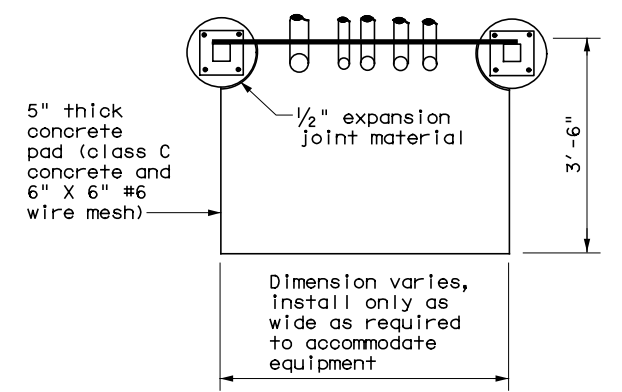 5" thick
concrete
pad (class C
concrete and
6" X 6" #6
wire mesh)
1/2" expansion
joint material
3'-6"
Dimension varies,
install only as
wide as required
to accommodate
equipment